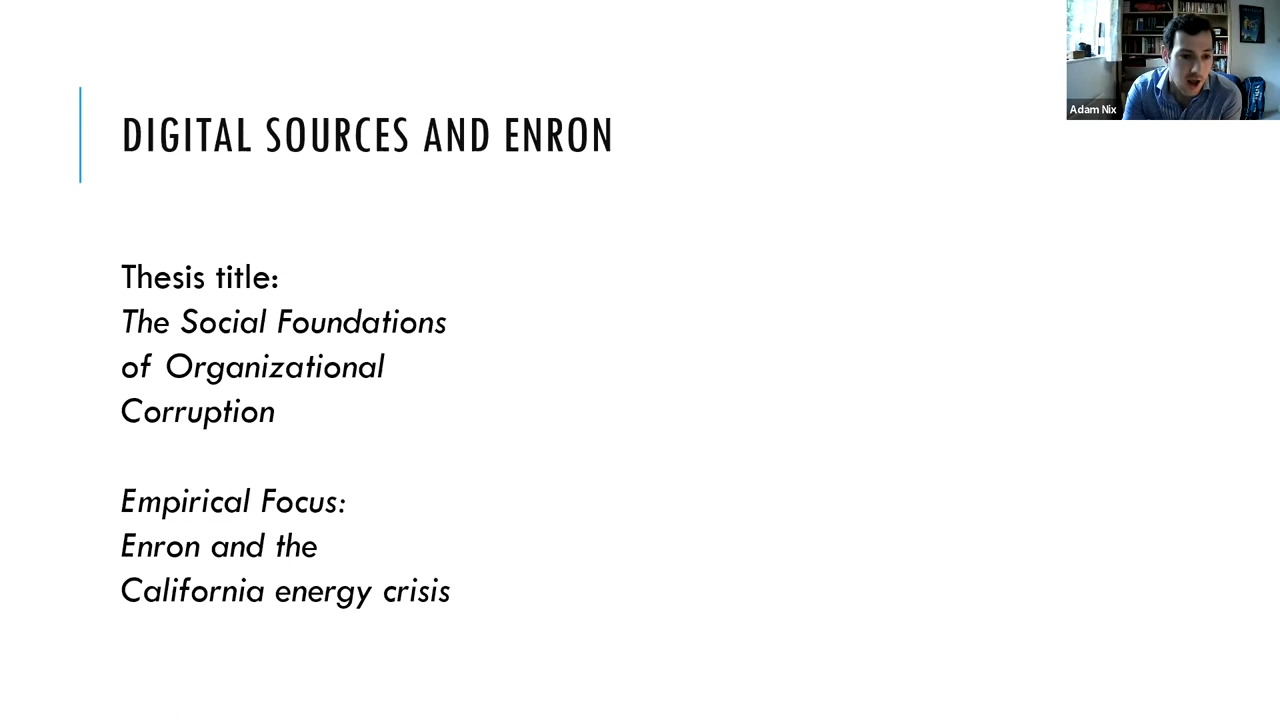 DIGITAL SOURCES AND ENRON
Adam Nix
Thesis title:
The Social Foundations
of Organizational
Corruption
Empirical Focus:
Enron and the
California energy crisis